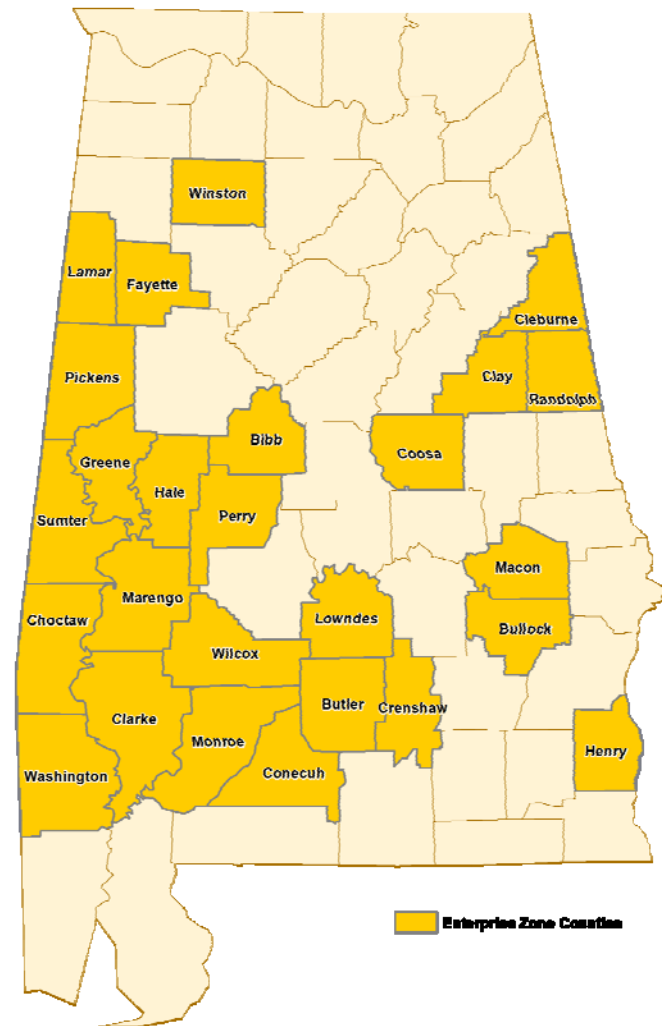 Winston
Lamar
Fayette
Cleburne
Pickens
Clay
Randolph
Bibb
Coosa
Greene
Hale
Sumter
Perry
Macon
Marengo
Choctaw
Lowndes
Bullock
Wilcox
Butler
Crenshaw
Clarke
Monroe
Henry
Conecuh
Washington
Enterprise Zone Counties